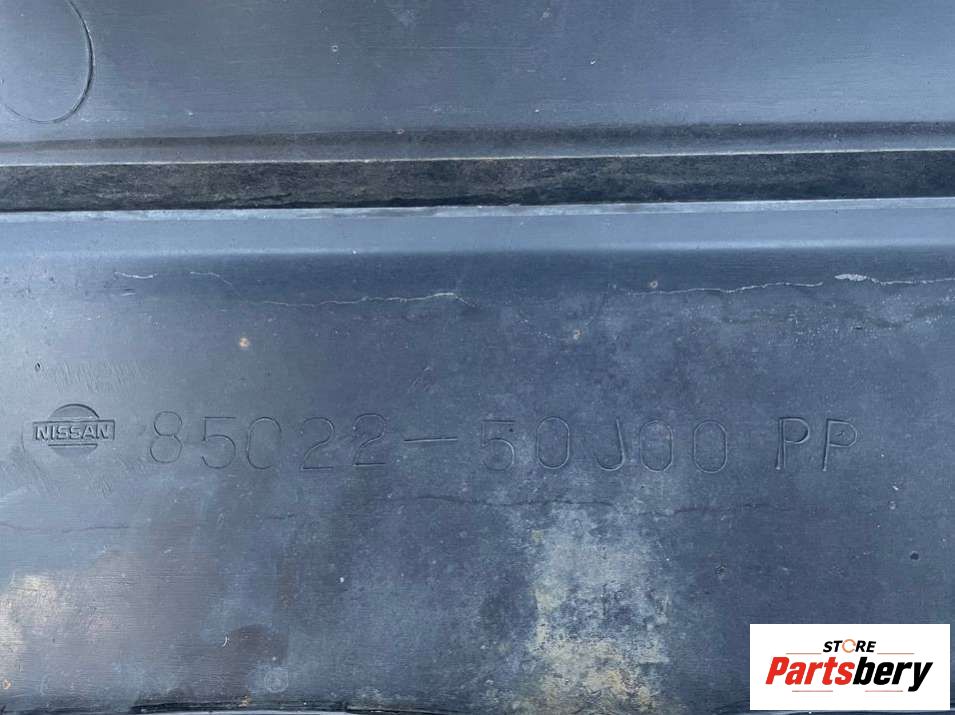 NISSAN 85022-50J00 PP
STORE
Partsbery